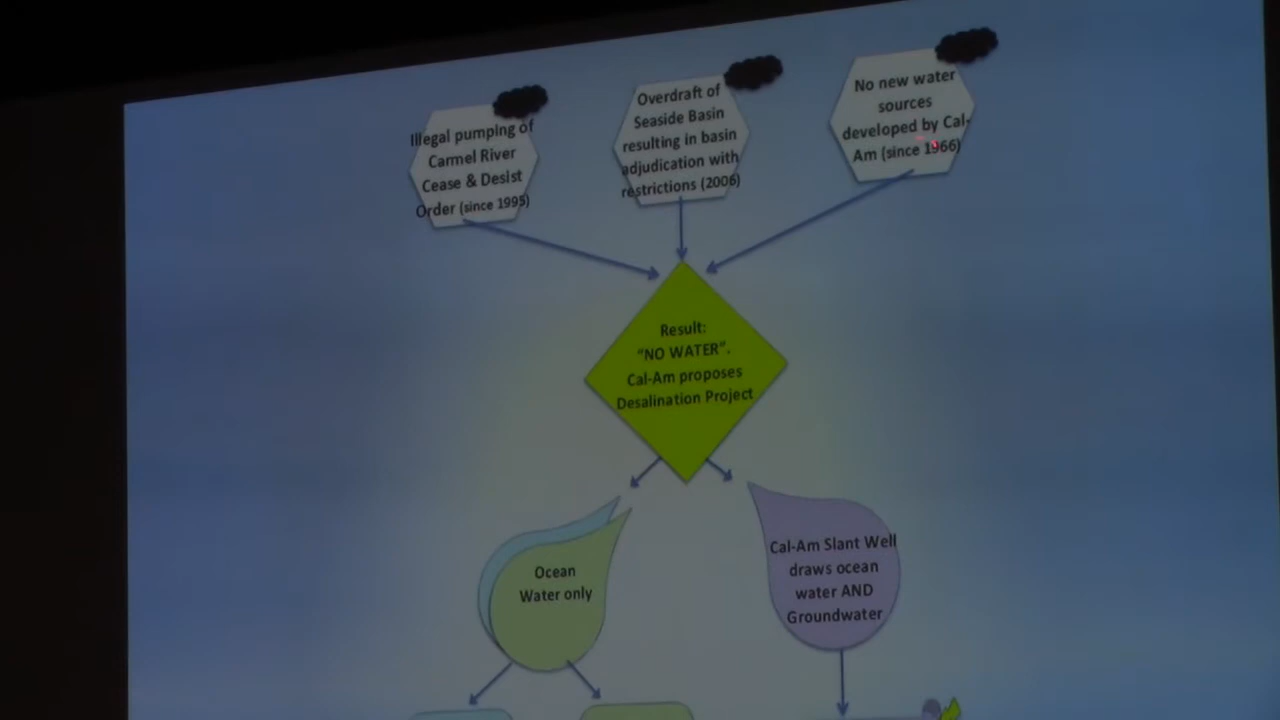 Illegal pumping of
Carmel River
Cease & Desist
Order (since 1995)
Overdraft of
Seaside Basin
resulting in basin
adjudication with
restrictions (2006)
No new water
sources
developed by Cal-
Am (since 1966)
Result:
“NO WATER”.
Cal-Am proposes
Desalination Project
Ocean
Water only
Cal-Am Slant Well
draws ocean
water AND
Groundwater